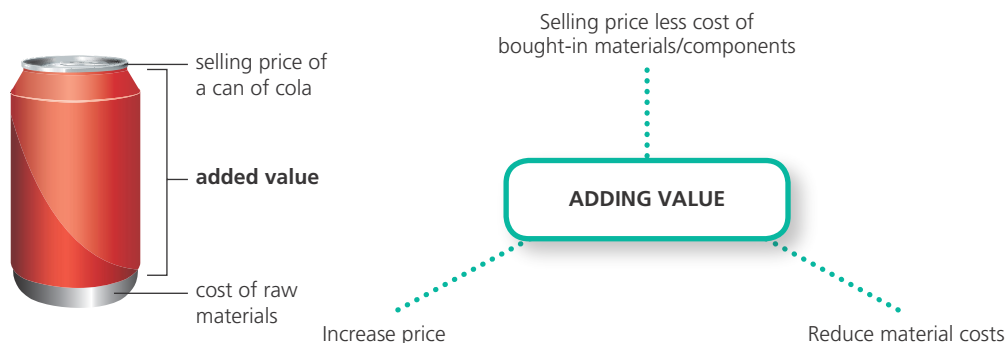 selling price of
a can of cola
added value
cost of raw
materials
Selling price less cost of
bought-in materials/components
ADDING VALUE
Increase price
Reduce material costs